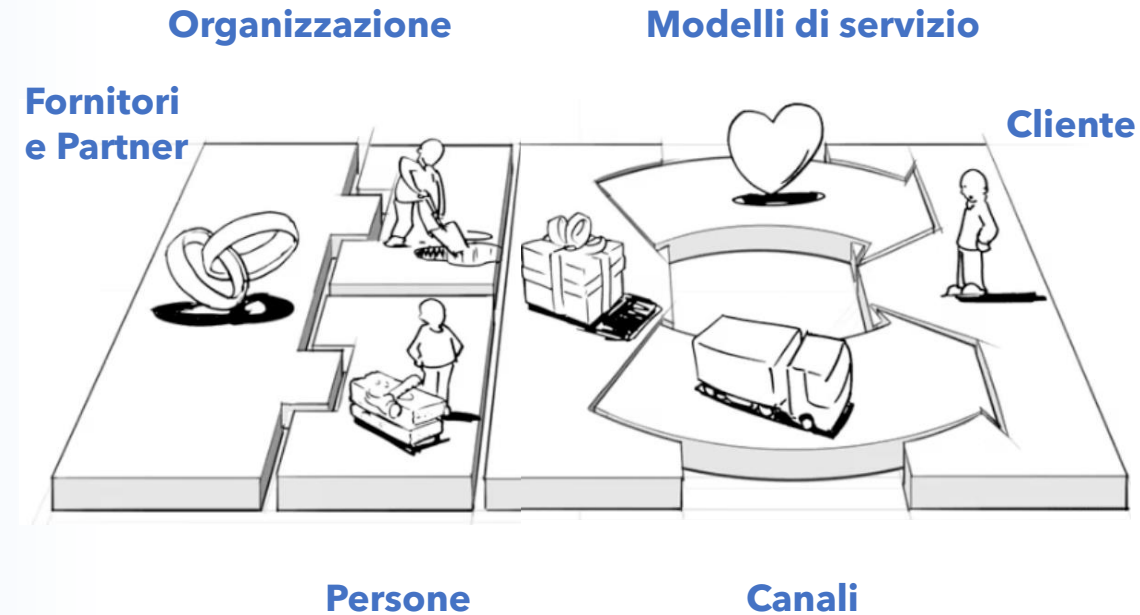 Organizzazione
Modelli di servizio
Fornitori
e Partner
Cliente
Persone
Canali